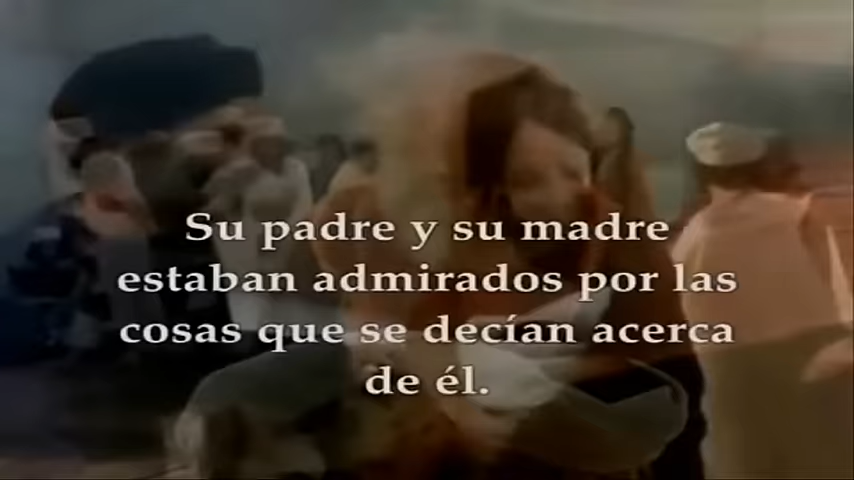 Su padre y su madre
estaban admirados por las
cosas que se decían acerca
de él.